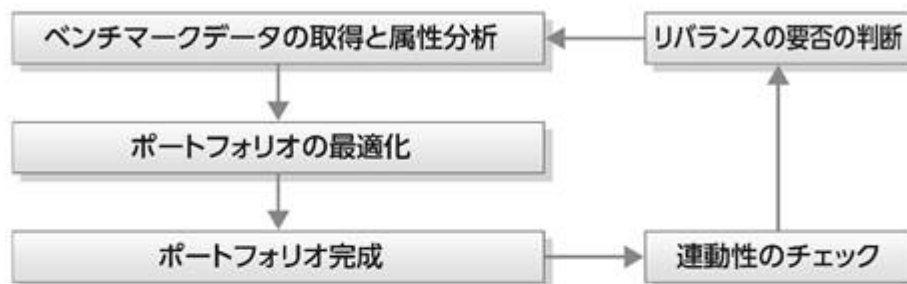 ベンチマークデータの取得と属性分析
リバランスの要否の判断
ポートフォリオの最適化
ポートフォリオ完成
連動性のチェック